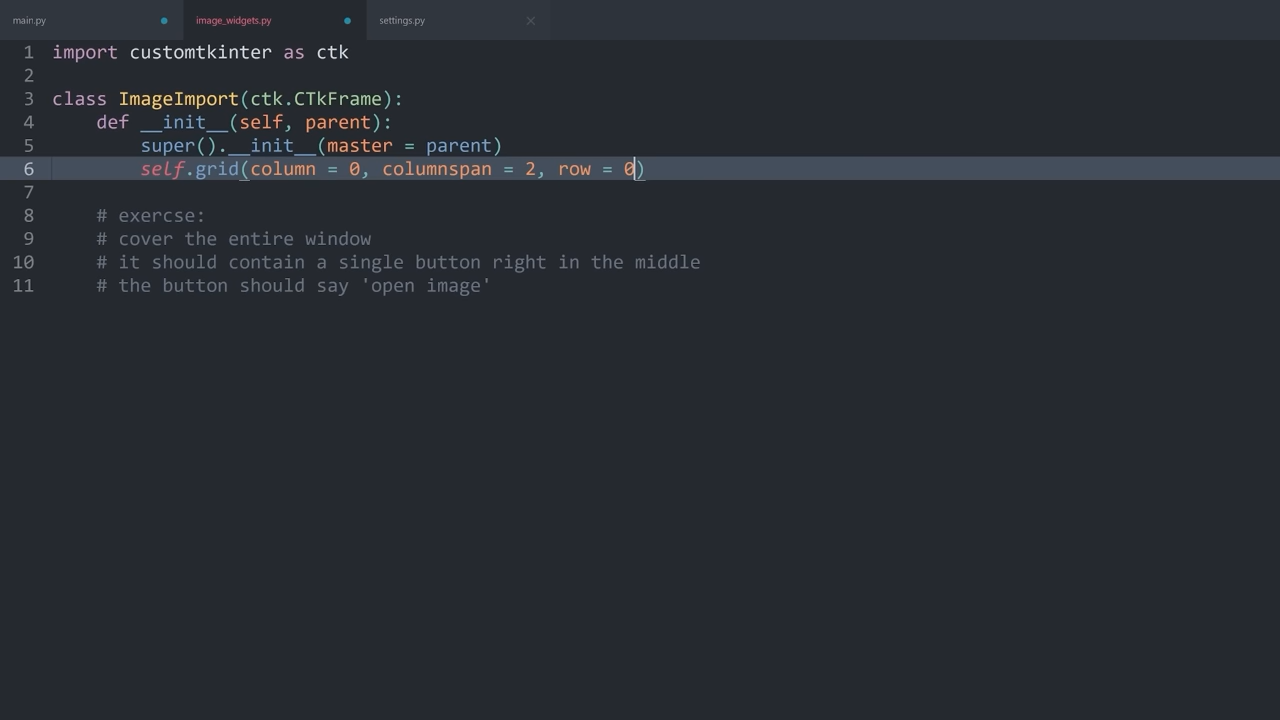 main.py
image_widgets.py
settings.py
1 import customtkinter as ctk
2
3 class ImageImport(ctk.CTkFrame):
4 def __init__(self, parent):
5 super().__init__(master = parent)
6 self.grid(column = 0, columnspan = 2, row = 0)
7
8 # exercse:
9 # cover the entire window
10 # it should contain a single button right in the middle
11 # the button should say 'open image'